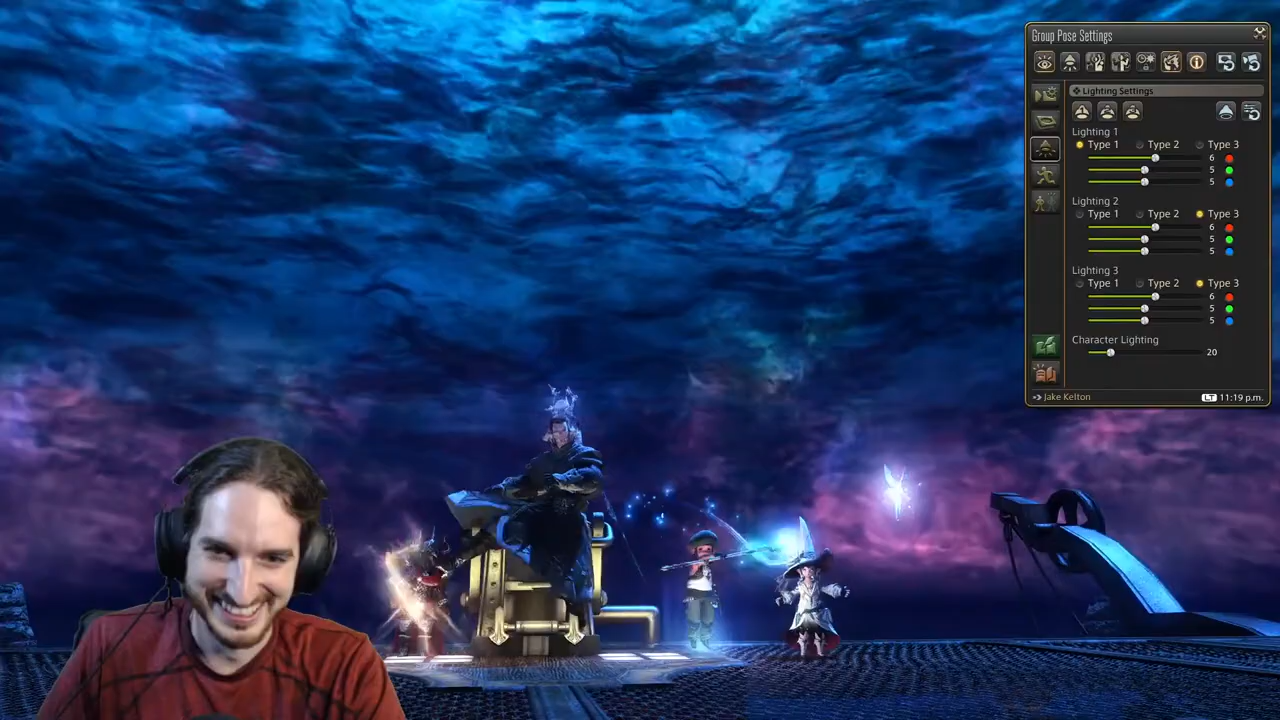 Group Pose Settings
Lighting Settings
Lighting 1
Type 1 Type 2 Type 3
6
5
5
Lighting 2
Type 1 Type 2 Type 3
6
5
5
Lighting 3
Type 1 Type 2 Type 3
6
5
5
Character Lighting
20
Jake Kelton LT 11:19 p.m.